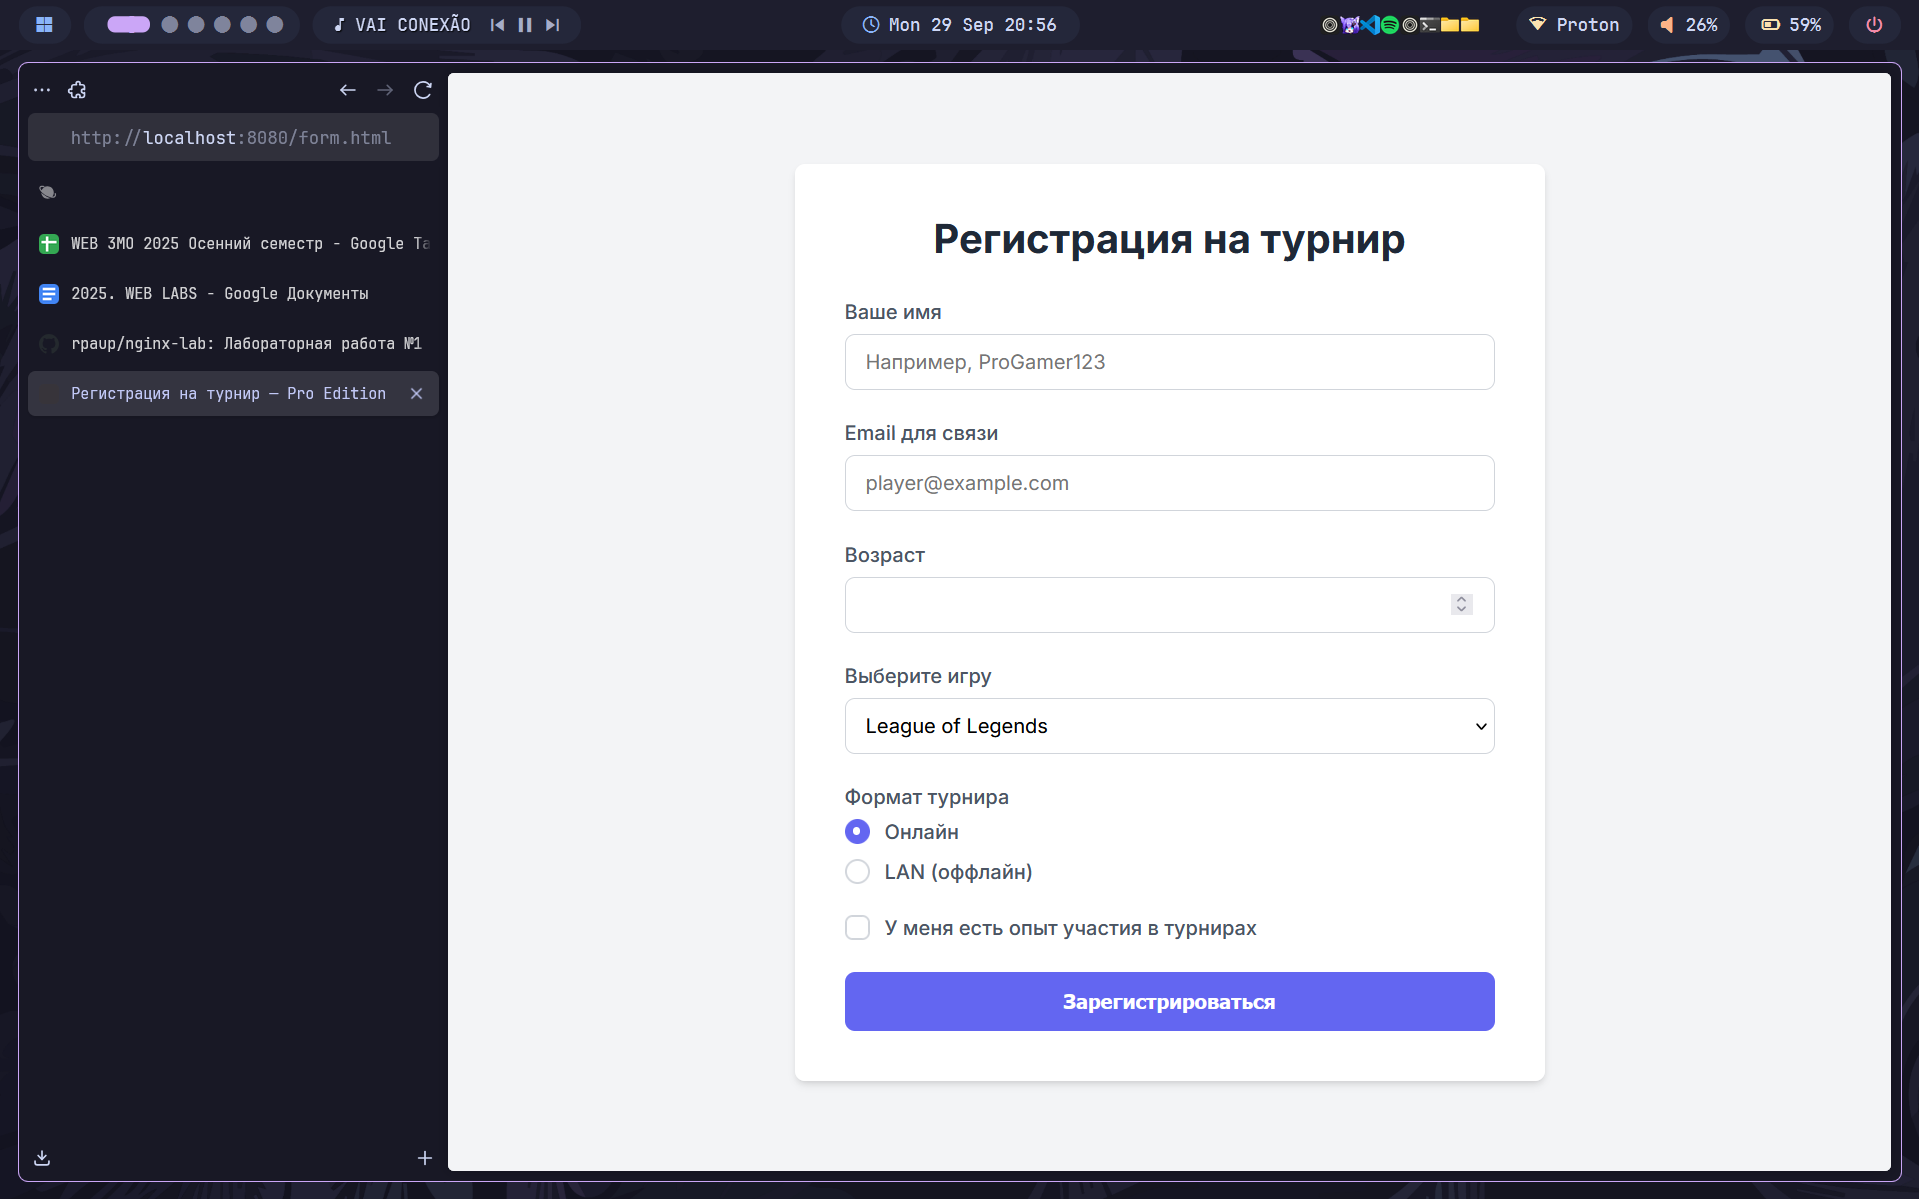 VAI CONEXÃO
Mon 29 Sep 20:56
Proton
26%
59%
http://localhost:8080/form.html
WEB 3MO 2025 Осенний семестр - Google Та
2025. WEB LABS - Google Документы
rpaup/nginx-lab: Лабораторная работа №1
Регистрация на турнир — Pro Edition
Регистрация на турнир
Ваше имя
Например, ProGamer123
Email для связи
player@example.com
Возраст
Выберите игру
League of Legends
Формат турнира
Онлайн
LAN (оффлайн)
У меня есть опыт участия в турнирах
Зарегистрироваться